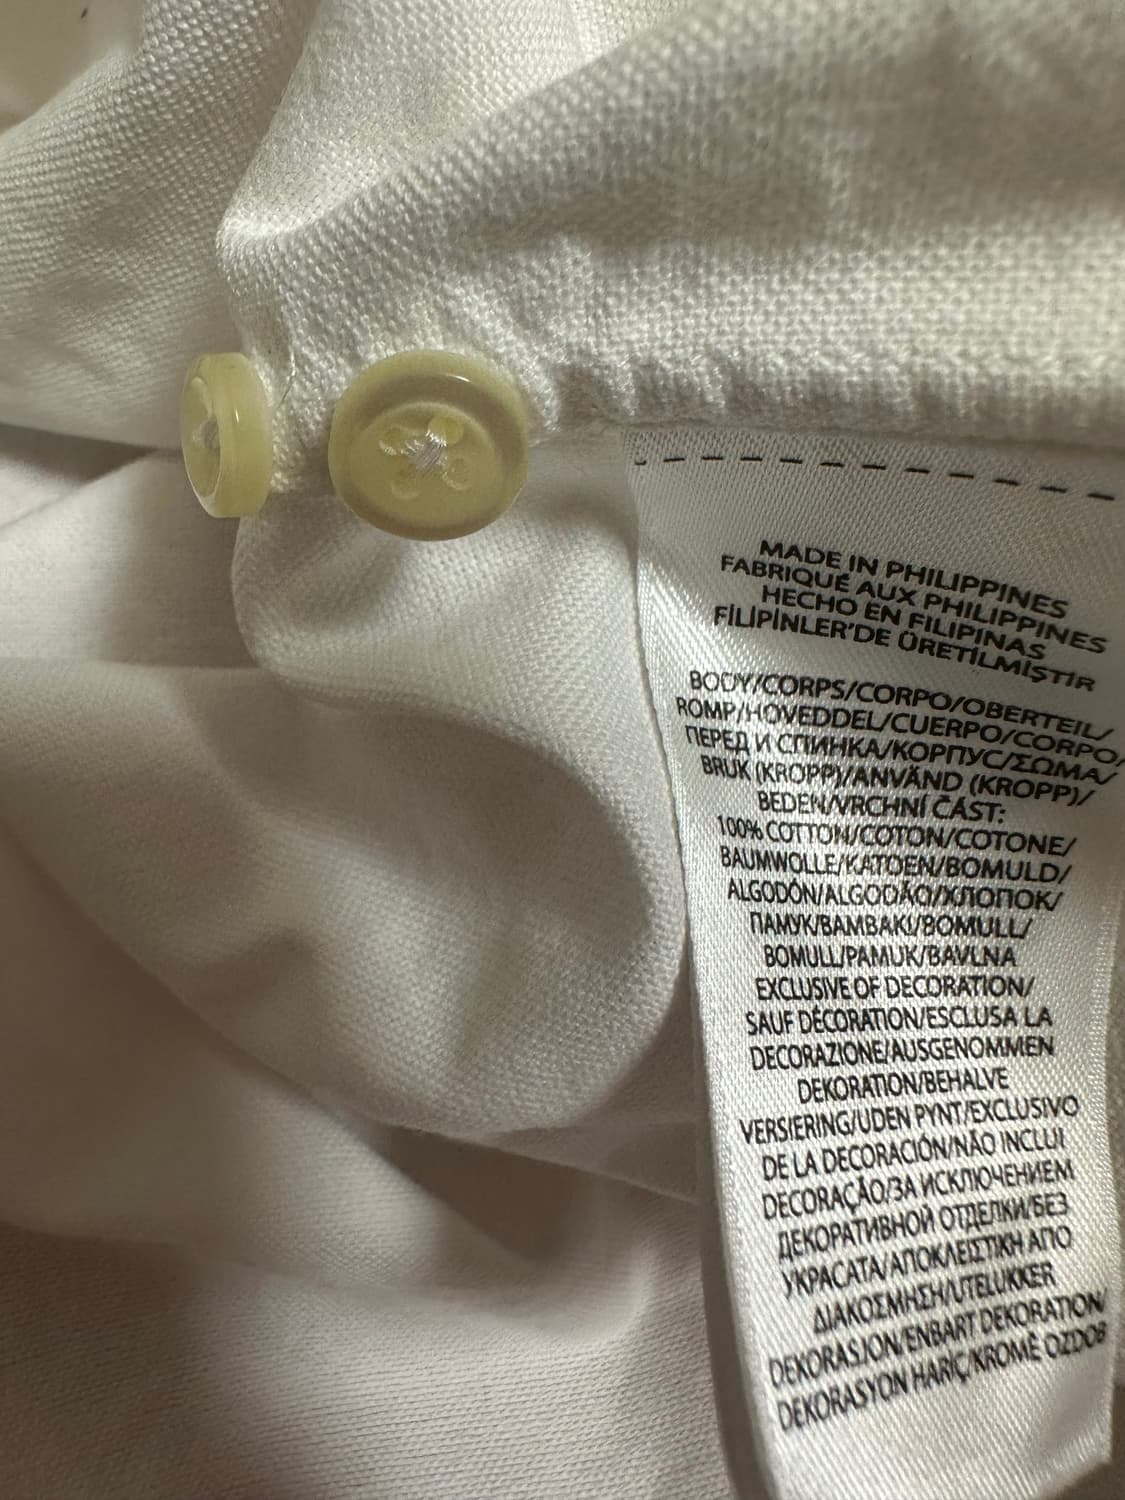 MADE IN PHILIPPINES
FABRIQUÉ AUX PHILIPPINES
HECHO EN FILIPINAS
FİLİPİNLER'DE ÜRETİLMİŞTİR
BODY/CORPS/CORPO/OBERTEIL/
ROMP/HOVEDDEL/CUERPO/CORPO/
ПЕРЕД И СПИНКА/КОРПУС/ΣΩΜΑ/
BRUK (KROPP)/ANVÄND (KROPP)/
BEDEN/VRCHNÍ ČÁST:
100% COTTON/COTON/COTONE/
BAUMWOLLE/KATOEN/BOMULD/
ALGODÓN/ALGODÃO/ХЛОПОК/
ПАМУК/BAMBAKI/BOMULL/
BOMULL/PAMUK/BAVLNA
EXCLUSIVE OF DECORATION/
SAUF DÉCORATION/ESCLUSA LA
DECORAZIONE/AUSGENOMMEN
DEKORATION/BEHALVE
VERSIERING/UDEN PYNT/EXCLUSIVO
DE LA DECORACIÓN/NÃO INCLUI
DECORAÇÃO/ЗА ИСКЛЮЧЕНИЕМ
ДЕКОРАТИВНОЙ ОТДЕЛКИ/БЕЗ
УКРАСАТА/ΑΠΟΚΛΕΙΣΤΙΚΗ ΑΠΟ
ΔΙΑΚΟΣΜΗΣΗ/UTELUKKER
DEKORASJON/ENBART DEKORATION/
DEKORASYON HARİÇ/KROMĚ OZDOB